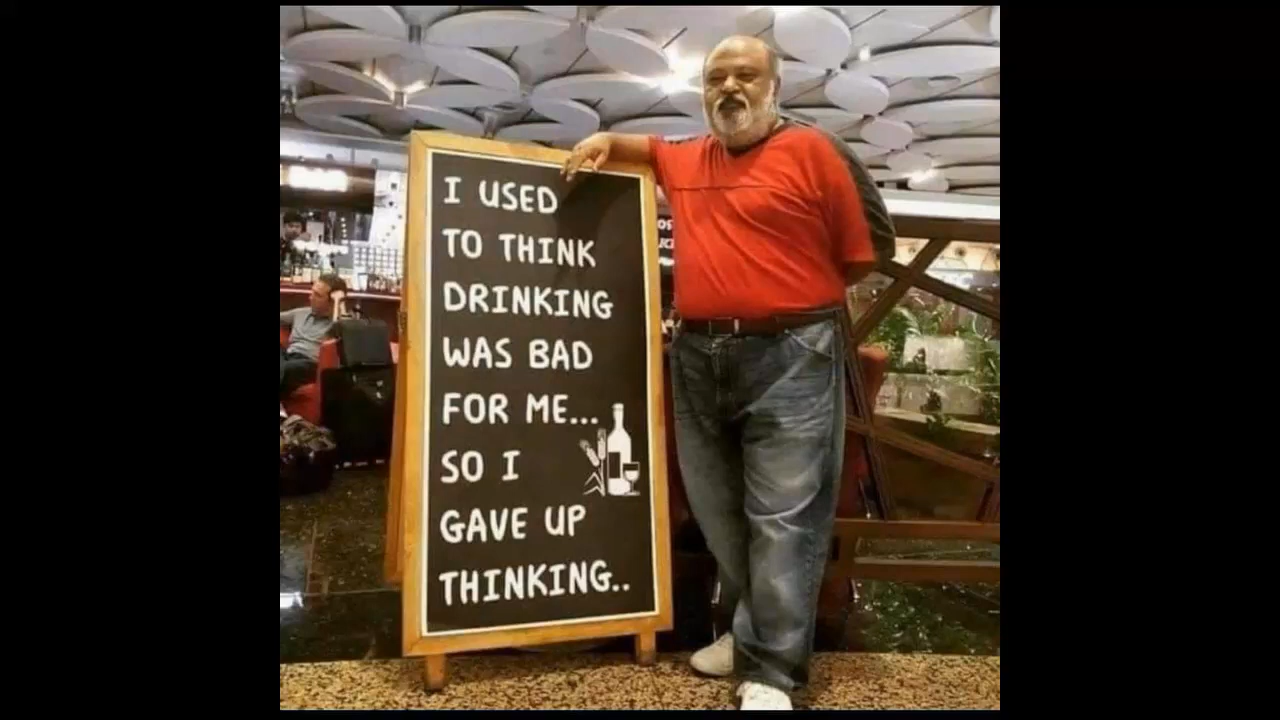 I USED
TO THINK
DRINKING
WAS BAD
FOR ME...
SO I
GAVE UP
THINKING..